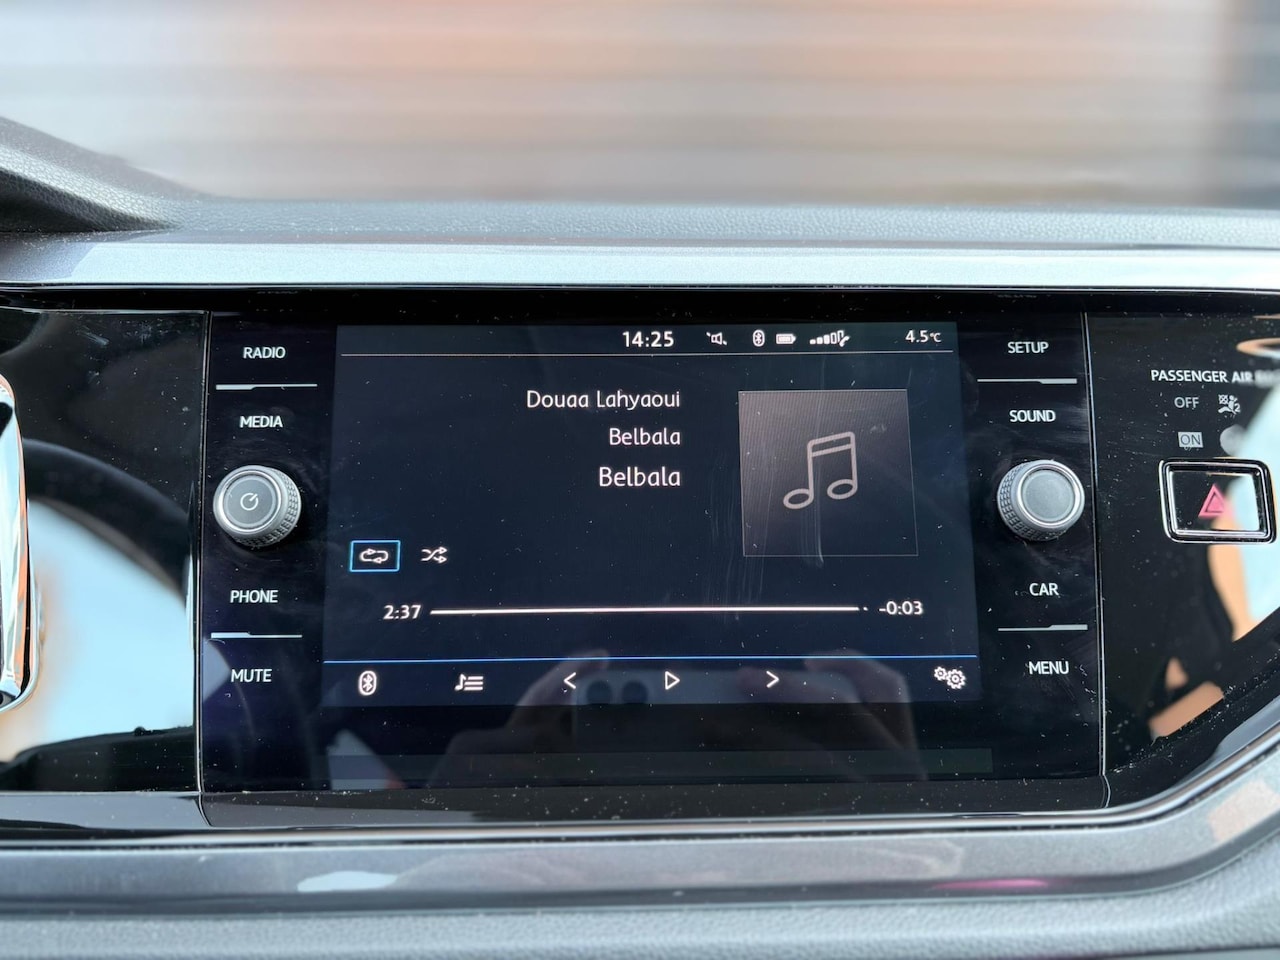 14:25
4.5°C
RADIO
MEDIA
PHONE
MUTE
Douaa Lahyaoui
Belbala
Belbala
2:37
-0:03
SETUP
SOUND
CAR
MENU
PASSENGER AIR
OFF
2
ON